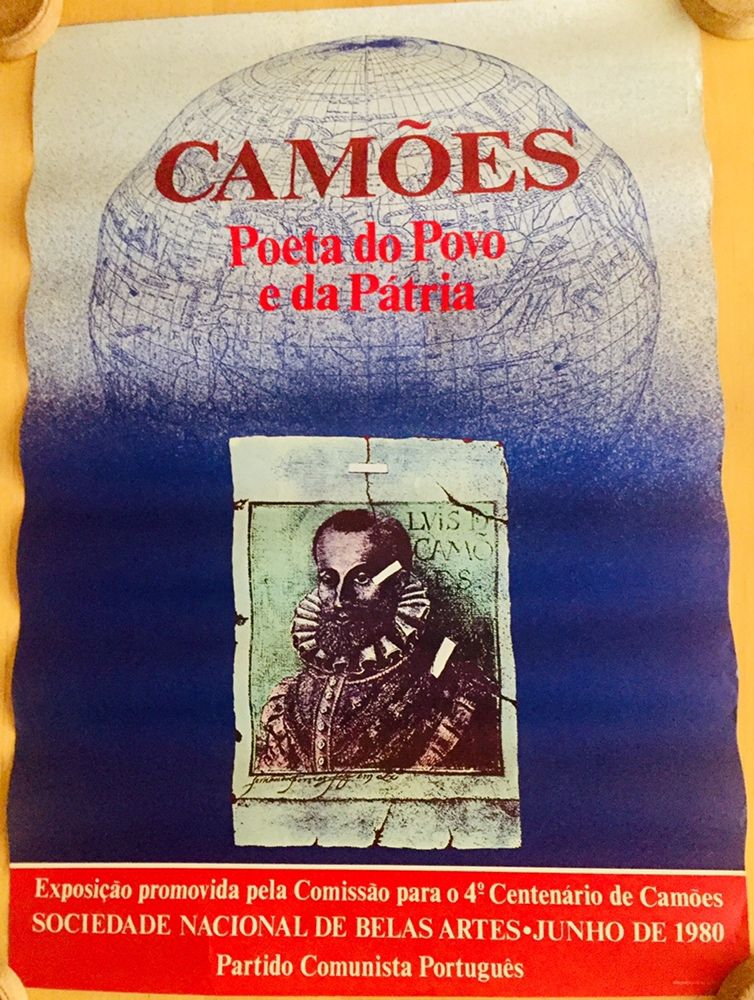 CAMÕES
Poeta do Povo
e da Pátria
LVIS D
CAMÕ
Exposição promovida pela Comissão para o 4º Centenário de Camões
SOCIEDADE NACIONAL DE BELAS ARTES•JUNHO DE 1980
Partido Comunista Português